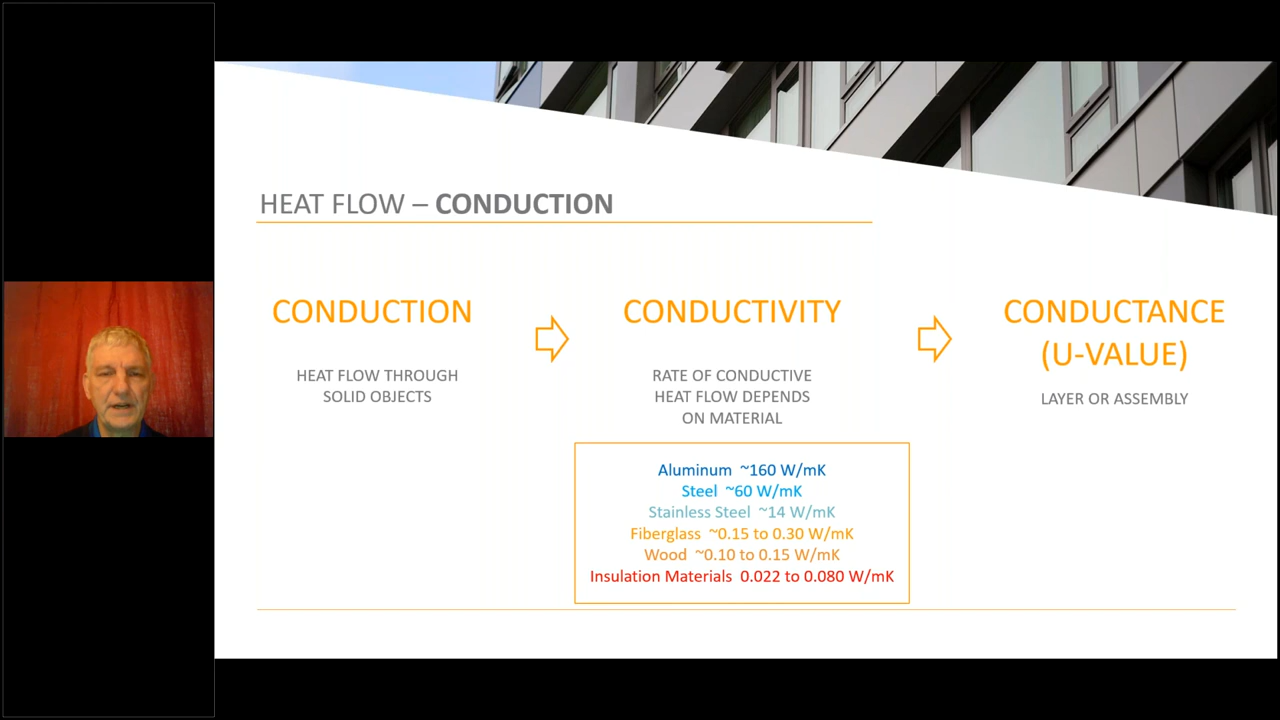 HEAT FLOW – CONDUCTION
CONDUCTION
HEAT FLOW THROUGH
SOLID OBJECTS
CONDUCTIVITY
RATE OF CONDUCTIVE
HEAT FLOW DEPENDS
ON MATERIAL
Aluminum ~160 W/mK
Steel ~60 W/mK
Stainless Steel ~14 W/mK
Fiberglass ~0.15 to 0.30 W/mK
Wood ~0.10 to 0.15 W/mK
Insulation Materials 0.022 to 0.080 W/mK
CONDUCTANCE
(U-VALUE)
LAYER OR ASSEMBLY